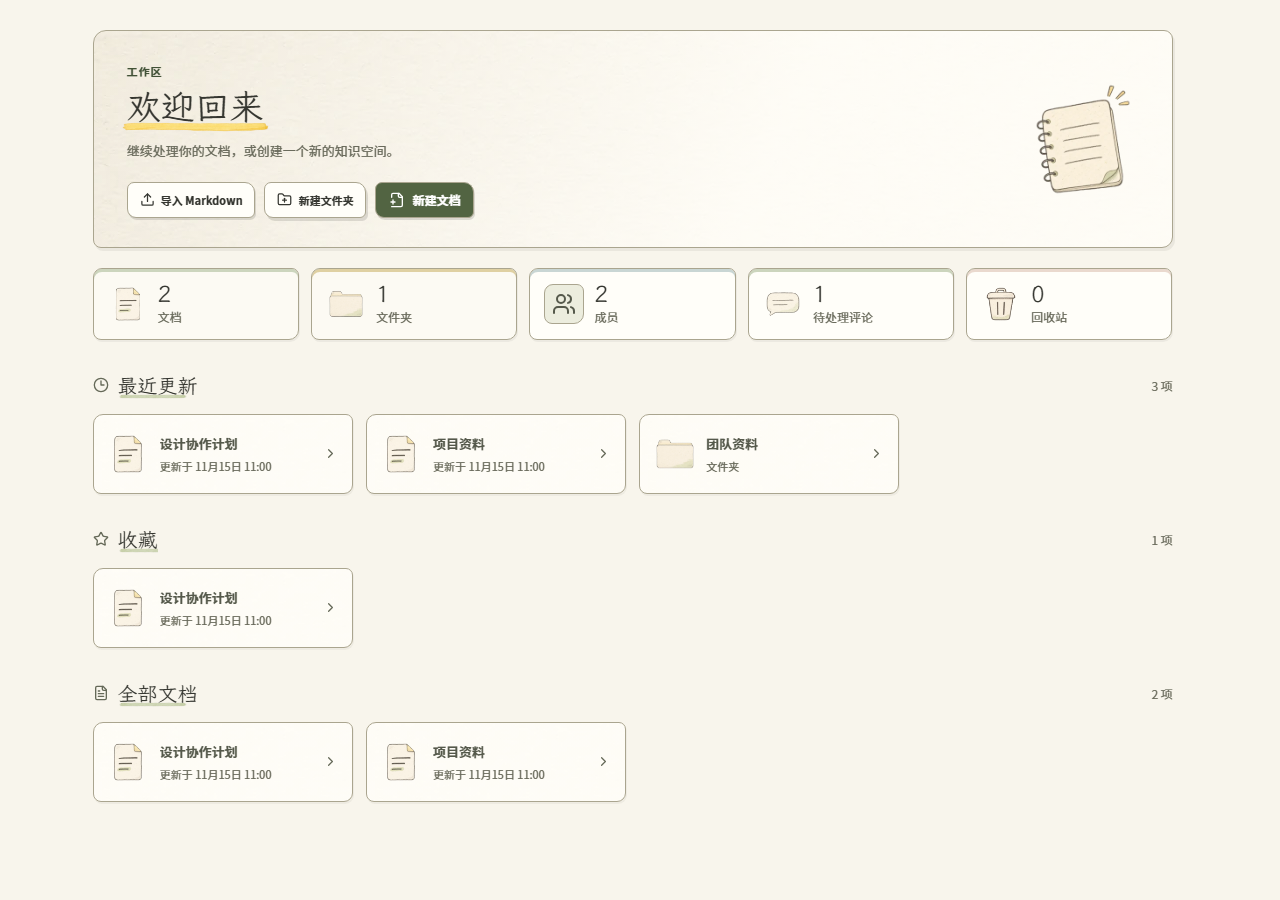 工作区
欢迎回来
继续处理你的文档，或创建一个新的知识空间。
导入 Markdown 新建文件夹 新建文档
2
文档
1
文件夹
2
成员
1
待处理评论
0
回收站
最近更新 3 项
设计协作计划
更新于 11月15日 11:00
项目资料
更新于 11月15日 11:00
团队资料
文件夹
收藏 1 项
设计协作计划
更新于 11月15日 11:00
全部文档 2 项
设计协作计划
更新于 11月15日 11:00
项目资料
更新于 11月15日 11:00